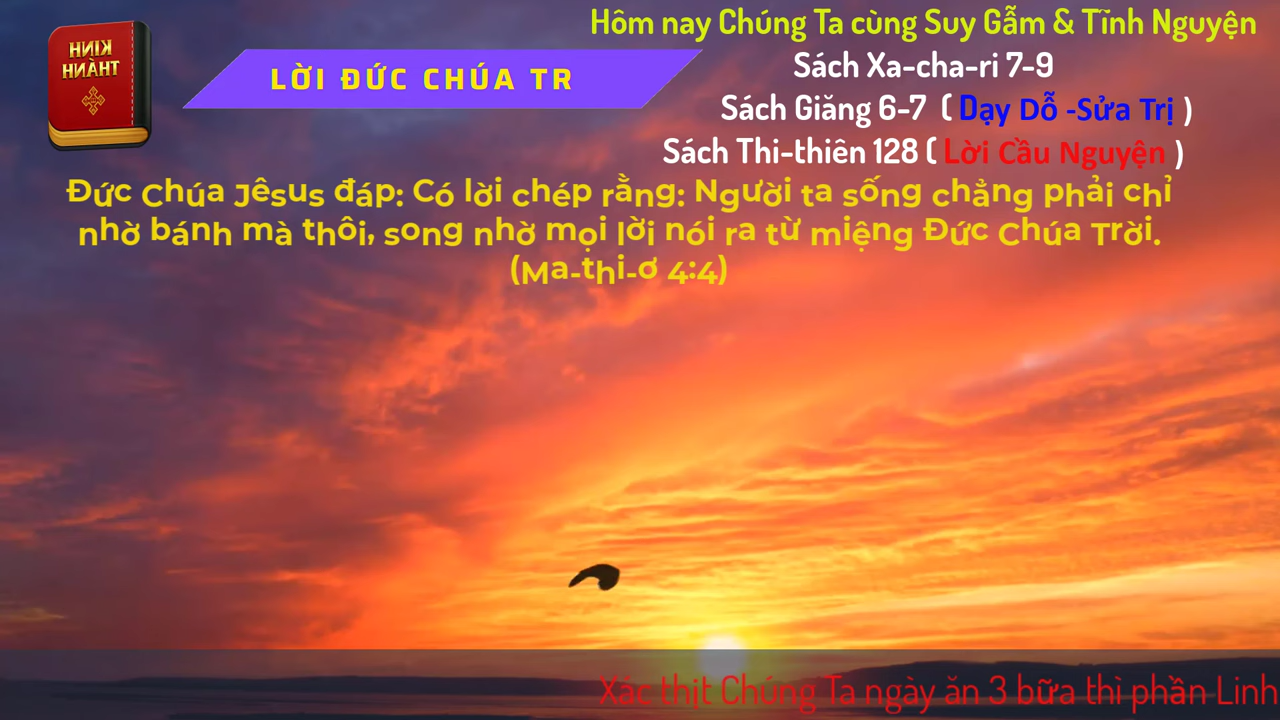 KINH
THÀNH
LỜI ĐỨC CHÚA TR
Hôm nay Chúng Ta cùng Suy Gẫm & Tĩnh Nguyện
Sách Xa-cha-ri 7-9
Sách Giăng 6-7 ( Dạy Dỗ -Sửa Trị )
Sách Thi-thiên 128 ( Lời Cầu Nguyện )
Đức Chúa Jêsus đáp: Có lời chép rằng: Người ta sống chẳng phải chỉ
nhờ bánh mà thôi, song nhờ mọi lời nói ra từ miệng Đức Chúa Trời.
(Ma-thi-ơ 4:4)
Xác thịt Chúng Ta ngày ăn 3 bữa thì phần Linh